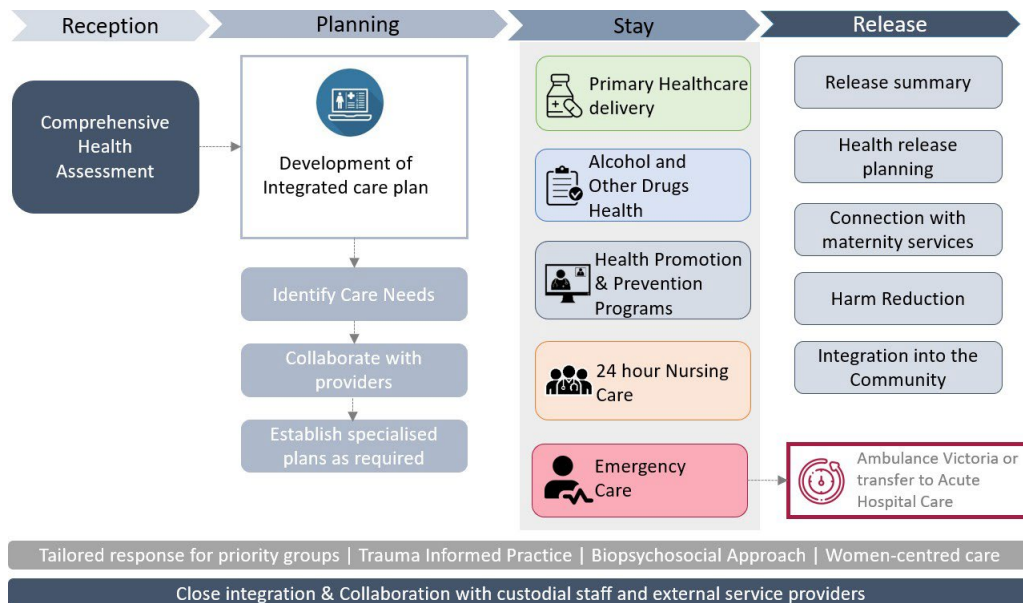 Reception
Planning
Stay
Release
Comprehensive
Health
Assessment
Development of
Integrated care plan
Identify Care Needs
Collaborate with
providers
Establish specialised
plans as required
Primary Healthcare
delivery
Alcohol and
Other Drugs
Health
Health Promotion
& Prevention
Programs
24 hour Nursing
Care
Emergency
Care
Release summary
Health release
planning
Connection with
maternity services
Harm Reduction
Integration into the
Community
Ambulance Victoria or
transfer to Acute
Hospital Care
Tailored response for priority groups | Trauma Informed Practice | Biopsychosocial Approach | Women-centred care
Close integration & Collaboration with custodial staff and external service providers